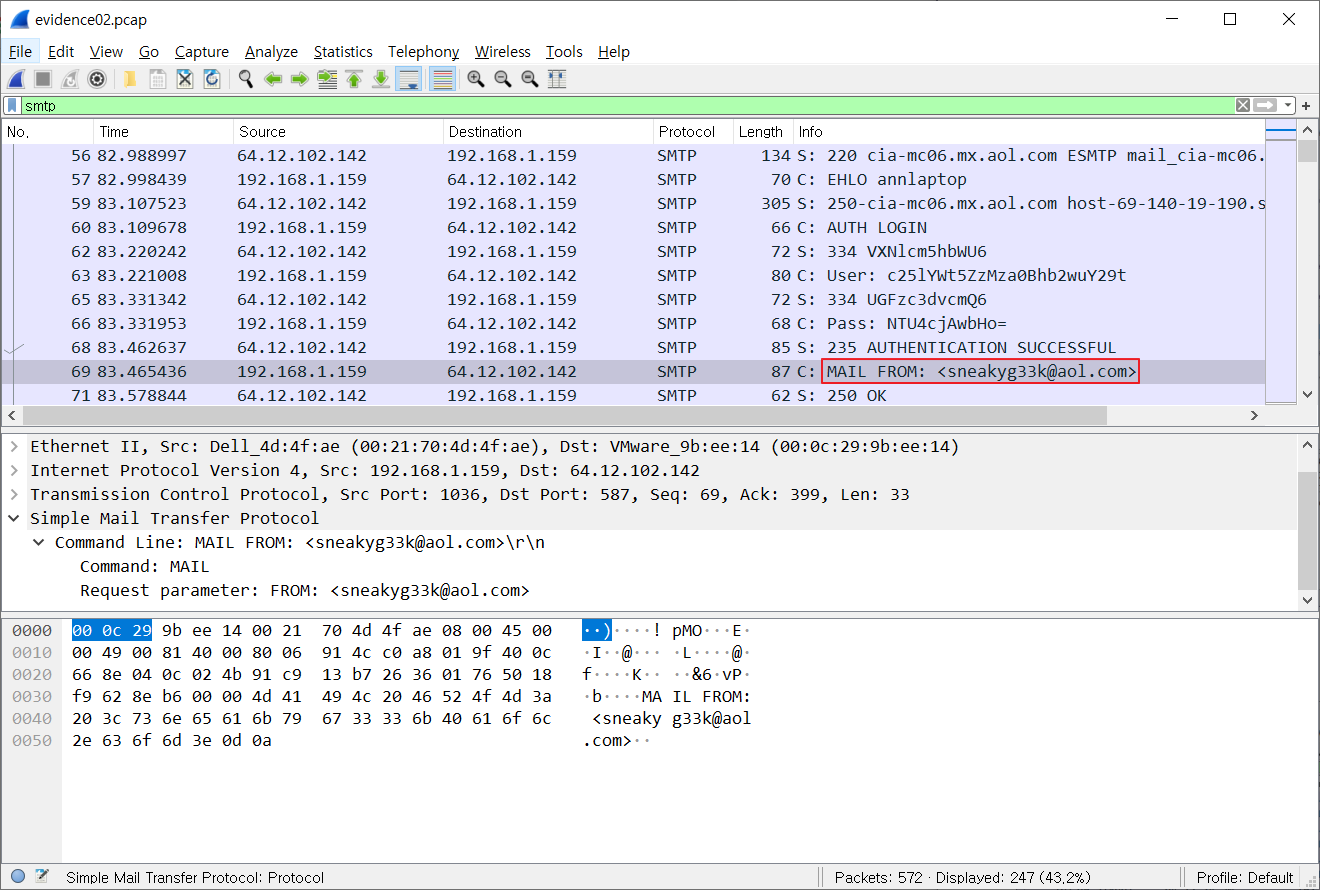 evidence02.pcap
File Edit View Go Capture Analyze Statistics Telephony Wireless Tools Help
smtp
No. Time Source Destination Protocol Length Info
56 82.988997 64.12.102.142 192.168.1.159 SMTP 134 S: 220 cia-mc06.mx.aol.com ESMTP mail_cia-mc06.
57 82.998439 192.168.1.159 64.12.102.142 SMTP 70 C: EHLO annlaptop
59 83.107523 64.12.102.142 192.168.1.159 SMTP 305 S: 250-cia-mc06.mx.aol.com host-69-140-19-190.s
60 83.109678 192.168.1.159 64.12.102.142 SMTP 66 C: AUTH LOGIN
62 83.220242 64.12.102.142 192.168.1.159 SMTP 72 S: 334 VXNlcm5hbWU6
63 83.221008 192.168.1.159 64.12.102.142 SMTP 80 C: User: c25lYWt5ZzMza0Bhb2wuY29t
65 83.331342 64.12.102.142 192.168.1.159 SMTP 72 S: 334 UGFzc3dvcmQ6
66 83.331953 192.168.1.159 64.12.102.142 SMTP 68 C: Pass: NTU4cjAwbHo=
68 83.462637 64.12.102.142 192.168.1.159 SMTP 85 S: 235 AUTHENTICATION SUCCESSFUL
69 83.465436 192.168.1.159 64.12.102.142 SMTP 87 C: MAIL FROM: <sneakyg33k@aol.com>
71 83.578844 64.12.102.142 192.168.1.159 SMTP 62 S: 250 OK
Ethernet II, Src: Dell_4d:4f:ae (00:21:70:4d:4f:ae), Dst: VMware_9b:ee:14 (00:0c:29:9b:ee:14)
Internet Protocol Version 4, Src: 192.168.1.159, Dst: 64.12.102.142
Transmission Control Protocol, Src Port: 1036, Dst Port: 587, Seq: 69, Ack: 399, Len: 33
Simple Mail Transfer Protocol
Command Line: MAIL FROM: <sneakyg33k@aol.com>\r\n
Command: MAIL
Request parameter: FROM: <sneakyg33k@aol.com>
0000 00 0c 29 9b ee 14 00 21 70 4d 4f ae 08 00 45 00 ··)····! pMO···E·
0010 00 49 00 81 40 00 80 06 91 4c c0 a8 01 9f 40 0c ·I··@··· ·L····@·
0020 66 8e 04 0c 02 4b 91 c9 13 b7 26 36 01 76 50 18 f····K·· ··&6·vP·
0030 f9 62 8e b6 00 00 4d 41 49 4c 20 46 52 4f 4d 3a ·b····MA IL FROM:
0040 20 3c 73 6e 65 61 6b 79 67 33 33 6b 40 61 6f 6c <sneaky g33k@aol
0050 2e 63 6f 6d 3e 0d 0a .com>··
Simple Mail Transfer Protocol: Protocol Packets: 572 · Displayed: 247 (43,2%) Profile: Default